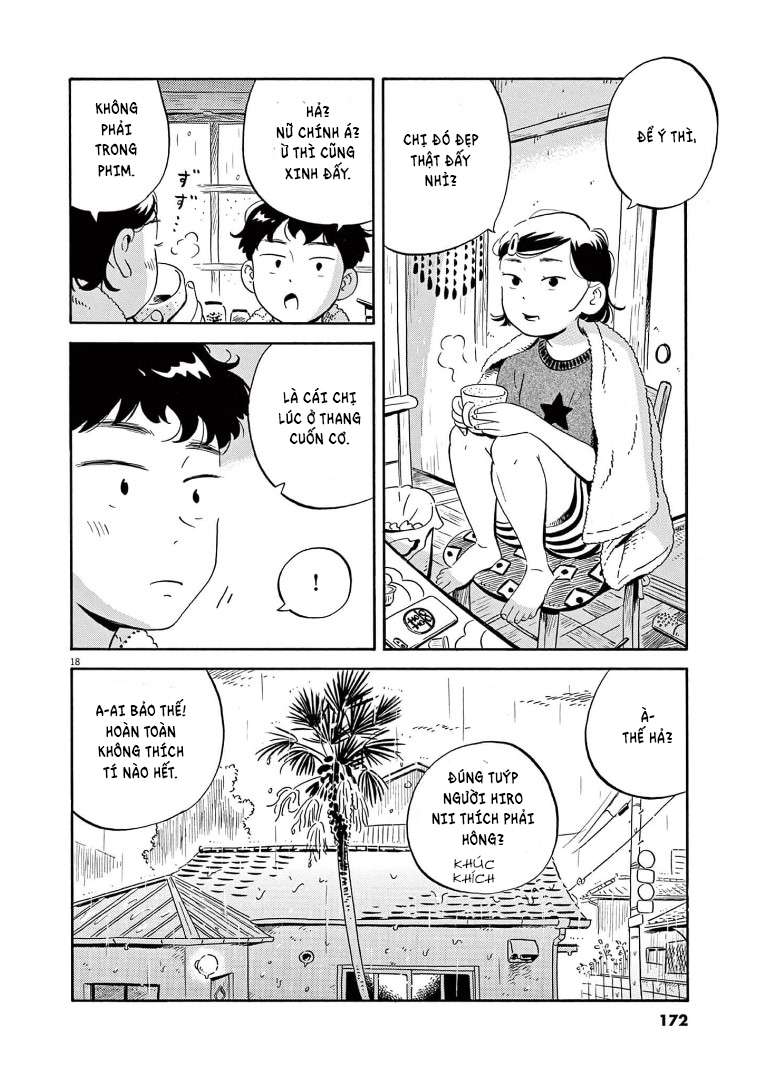 ĐỂ Ý THÌ,
CHỊ ĐÓ ĐẸP
THẬT ĐẤY
NHỈ?
HẢ?
NỮ CHÍNH Á?
Ừ THÌ CŨNG
XINH ĐẤY.
KHÔNG
PHẢI
TRONG
PHIM.
ずずっ…
LÀ CÁI CHỊ
LÚC Ở THANG
CUỐN CƠ.
!
18
À-
THẾ HẢ?
ĐÚNG TUÝP
NGƯỜI HIRO
NII THÍCH PHẢI
HÔNG?
KHÚC
KHÍCH
A-AI BẢO THẾ!
HOÀN TOÀN
KHÔNG THÍCH
TÍ NÀO HẾT.
172